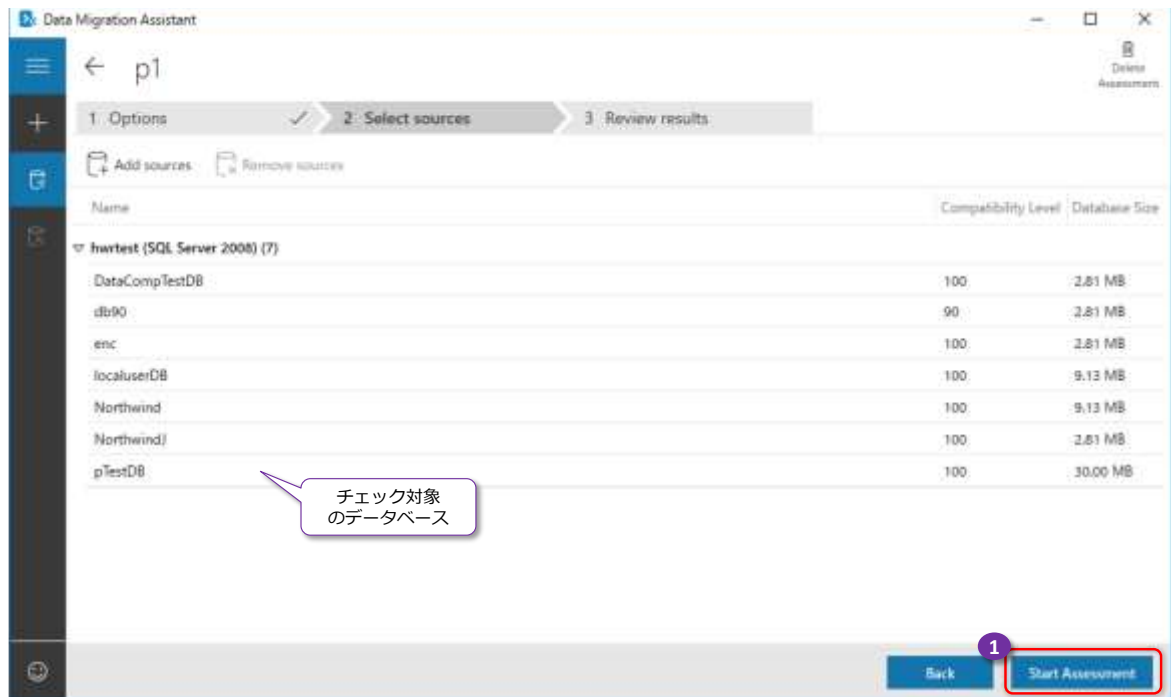 Data Migration Assistant
p1
Delete
Assessment
1 Options
2 Select sources
3 Review results
Add sources
Remove sources
Name Compatibility Level Database Size
hwrtest (SQL Server 2008) (7)
DataCompTestDB 100 2.81 MB
db90 90 2.81 MB
enc 100 2.81 MB
localuserDB 100 9.13 MB
Northwind 100 9.13 MB
NorthwindJ 100 2.81 MB
pTestDB 100 30.00 MB
チェック対象
のデータベース
1
Back
Start Assessment